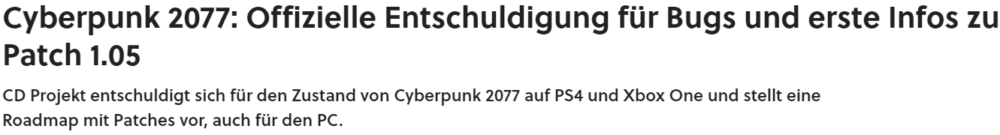 Cyberpunk 2077: Offizielle Entschuldigung für Bugs und erste Infos zu
Patch 1.05
CD Projekt entschuldigt sich für den Zustand von Cyberpunk 2077 auf PS4 und Xbox One und stellt eine
Roadmap mit Patches vor, auch für den PC.